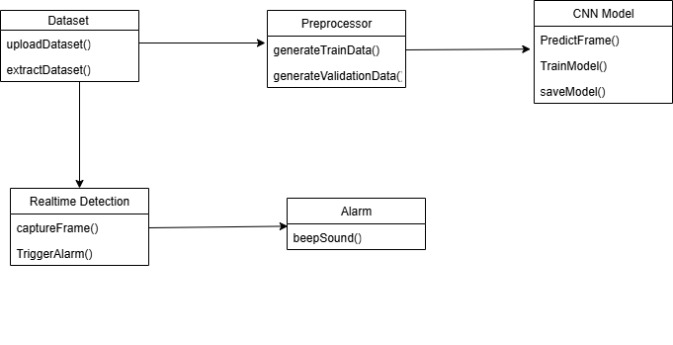 Dataset
uploadDataset()
extractDataset()
Preprocessor
generateTrainData()
generateValidationData(
CNN Model
PredictFrame()
TrainModel()
saveModel()
Realtime Detection
captureFrame()
TriggerAlarm()
Alarm
beepSound()